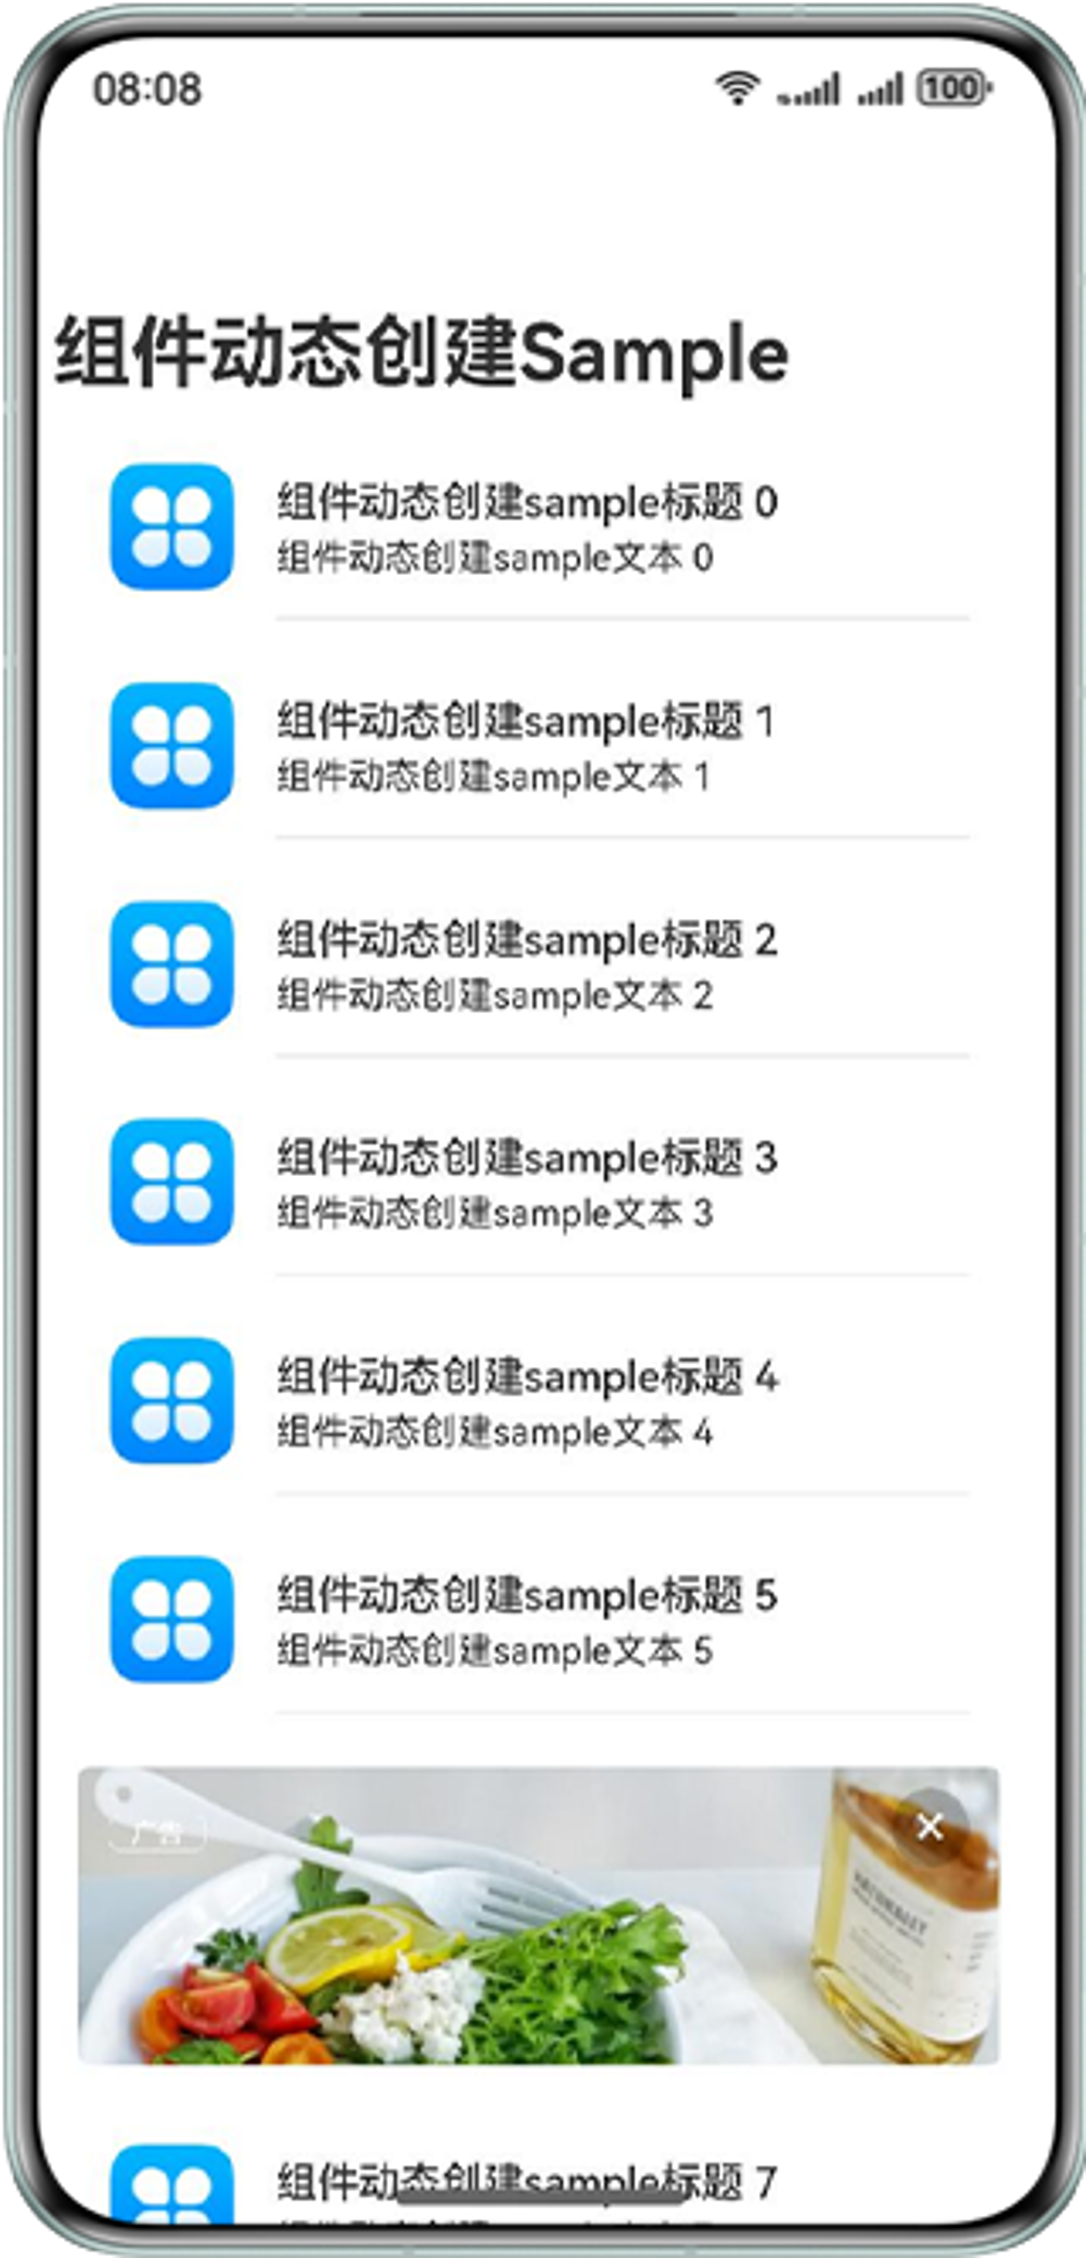 08:08
100
组件动态创建Sample
组件动态创建sample标题 0
组件动态创建sample文本 0
组件动态创建sample标题 1
组件动态创建sample文本 1
组件动态创建sample标题 2
组件动态创建sample文本 2
组件动态创建sample标题 3
组件动态创建sample文本 3
组件动态创建sample标题 4
组件动态创建sample文本 4
组件动态创建sample标题 5
组件动态创建sample文本 5
广告
组件动态创建sample标题 7